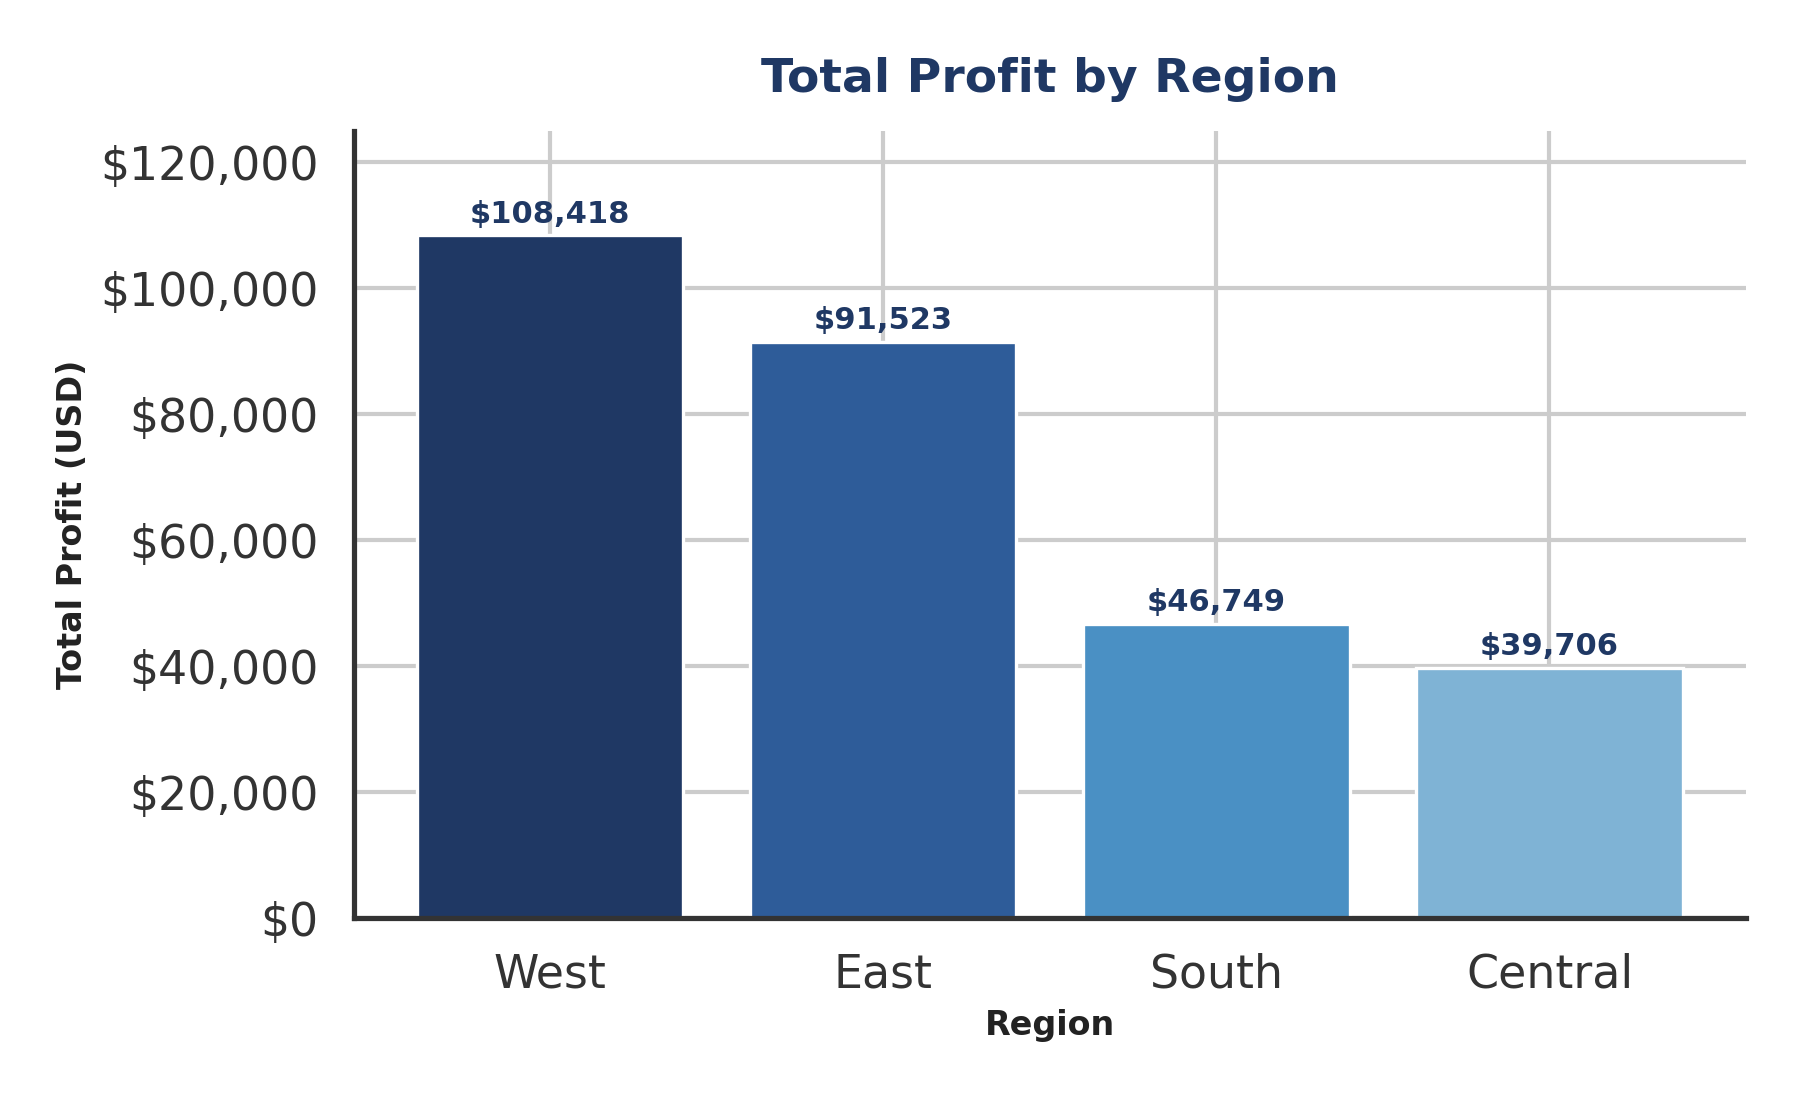 Total Profit by Region
Total Profit (USD)
$120,000
$100,000
$80,000
$60,000
$40,000
$20,000
$0
$108,418
$91,523
$46,749
$39,706
West
East
South
Central
Region